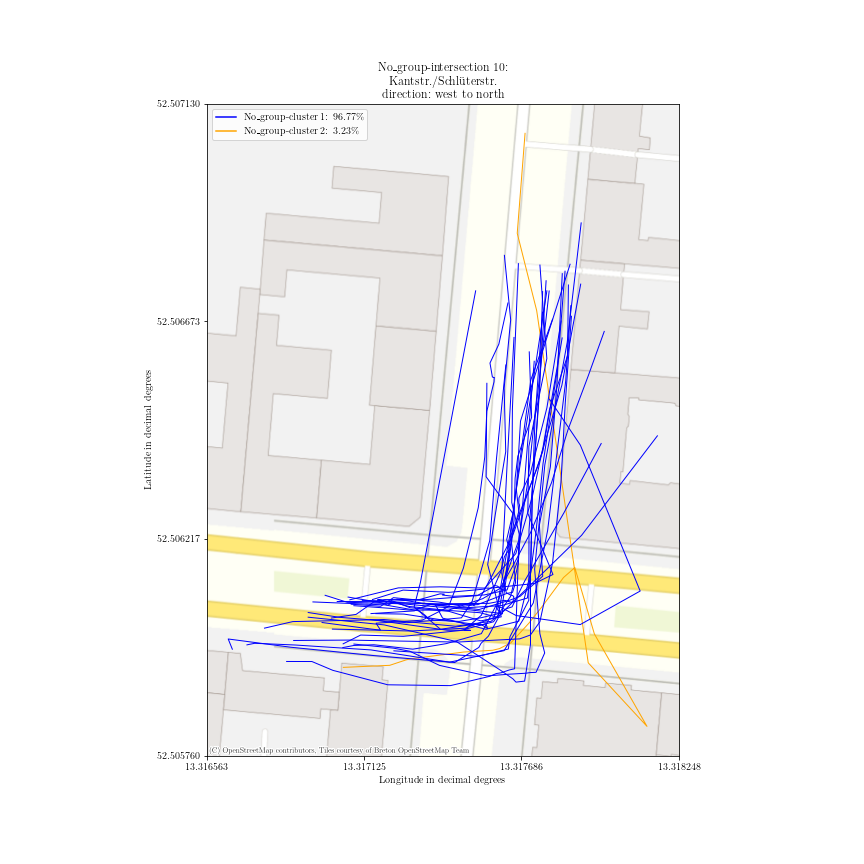 No_group-intersection 10:
Kantstr./Schlüterstr.
direction: west to north
No_group-cluster 1: 96.77%
No_group-cluster 2: 3.23%
52.507130
52.506673
52.506217
52.505760
Latitude in decimal degrees
(C) OpenStreetMap contributors, Tiles courtesy of Breton OpenStreetMap Team
13.316563
13.317125
13.317686
13.318248
Longitude in decimal degrees